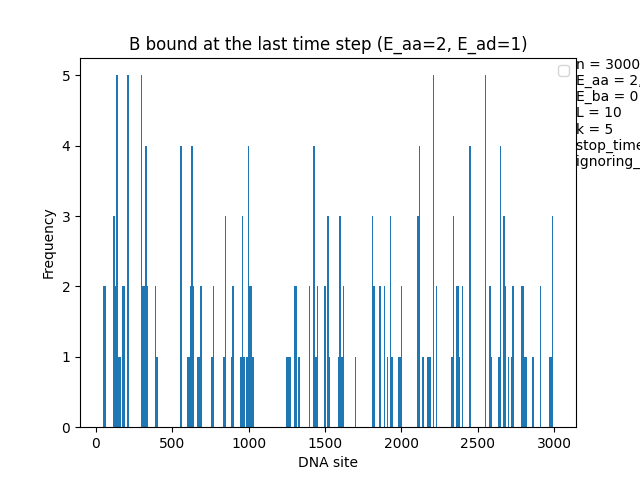 B bound at the last time step (E_aa=2, E_ad=1)
n = 3000
E_aa = 2,
E_ba = 0
L = 10
k = 5
stop_time
ignoring_
Frequency
5
4
3
2
1
0
0 500 1000 1500 2000 2500 3000
DNA site